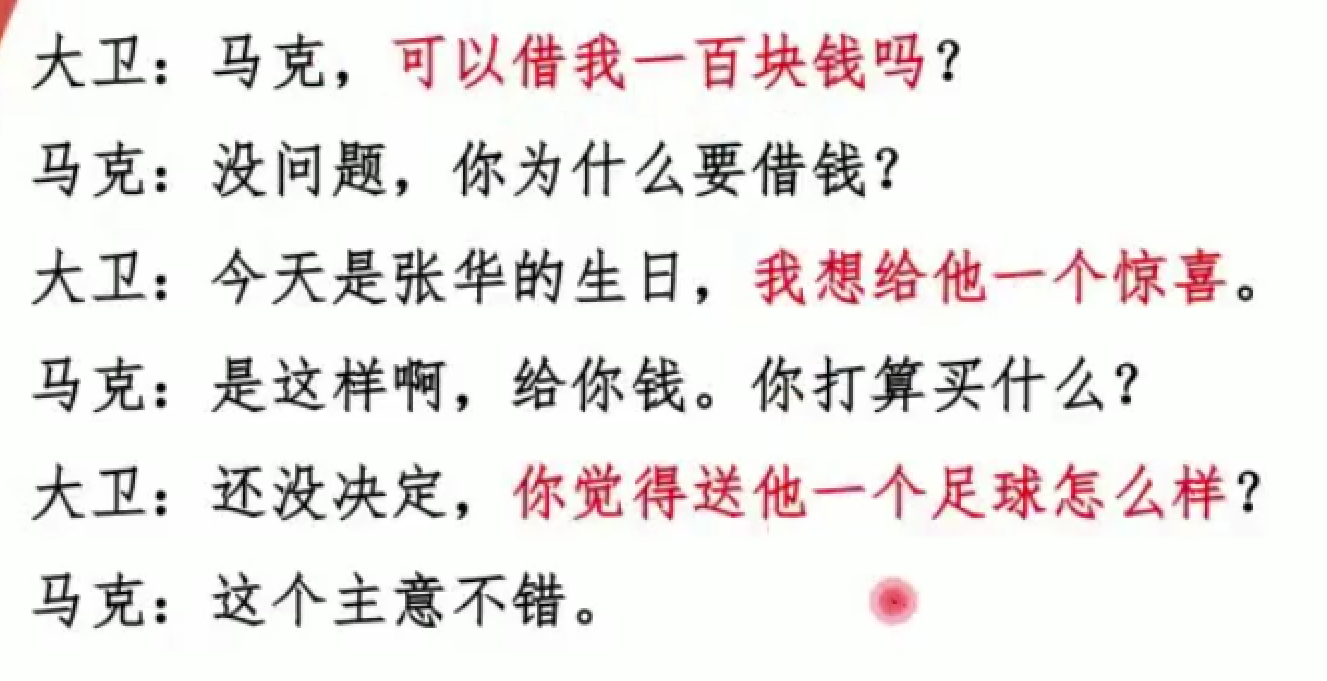 大卫：马克，可以借我一百块钱吗？
马克：没问题，你为什么要借钱？
大卫：今天是张华的生日，我想给他一个惊喜。
马克：是这样啊，给你钱。你打算买什么？
大卫：还没决定，你觉得送他一个足球怎么样？
马克：这个主意不错。